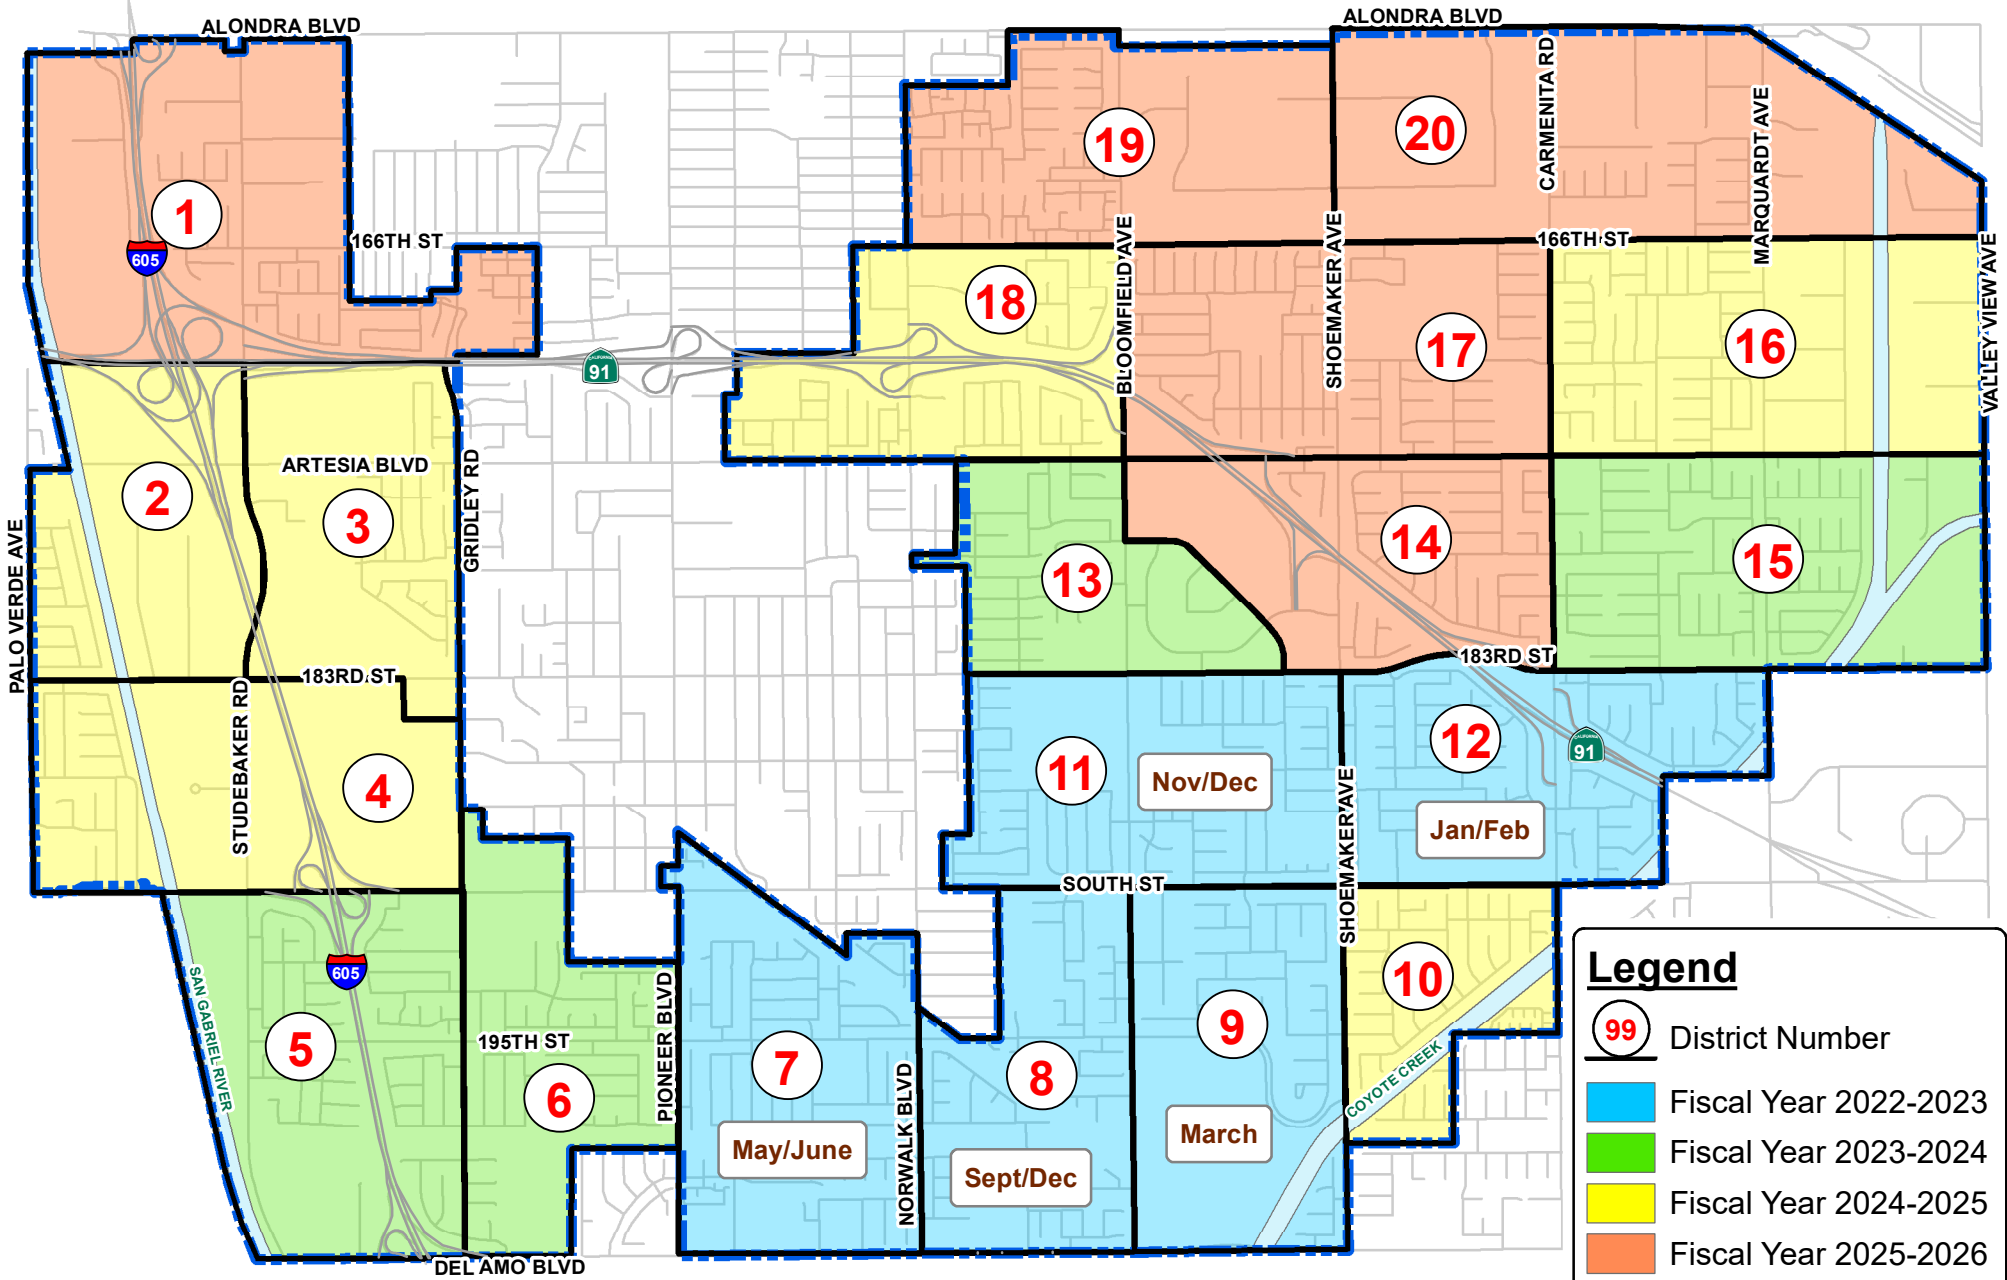 ALONDRA BLVD
ALONDRA BLVD
CARMENITA RD
MARQUARDT AVE
19
20
1
605
166TH ST
166TH ST
BLOOMFIELD AVE
SHOEMAKER AVE
VALLEY VIEW AVE
18
17
16
CALIFORNIA
91
ARTESIA BLVD
GRIDLEY RD
2
3
PALO VERDE AVE
13
14
15
183RD ST
183RD ST
STUDEBAKER RD
4
11
Nov/Dec
12
Jan/Feb
CALIFORNIA
91
SHOEMAKER AVE
SOUTH ST
SAN GABRIEL RIVER
605
5
195TH ST
6
PIONEER BLVD
7
May/June
NORWALK BLVD
8
Sept/Dec
9
March
10
COYOTE CREEK
DEL AMO BLVD
Legend
99 District Number
Fiscal Year 2022-2023
Fiscal Year 2023-2024
Fiscal Year 2024-2025
Fiscal Year 2025-2026